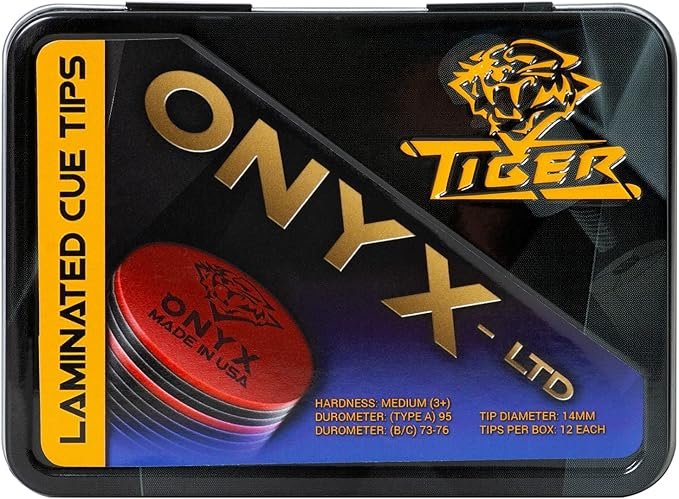 LAMINATED CUE TIPS
ONYX-LTD
TIGER
ONYX
MADE IN USA
HARDNESS: MEDIUM (3+)
DUROMETER: (TYPE A) 95
DUROMETER: (B/C) 73-76
TIP DIAMETER: 14MM
TIPS PER BOX: 12 EACH